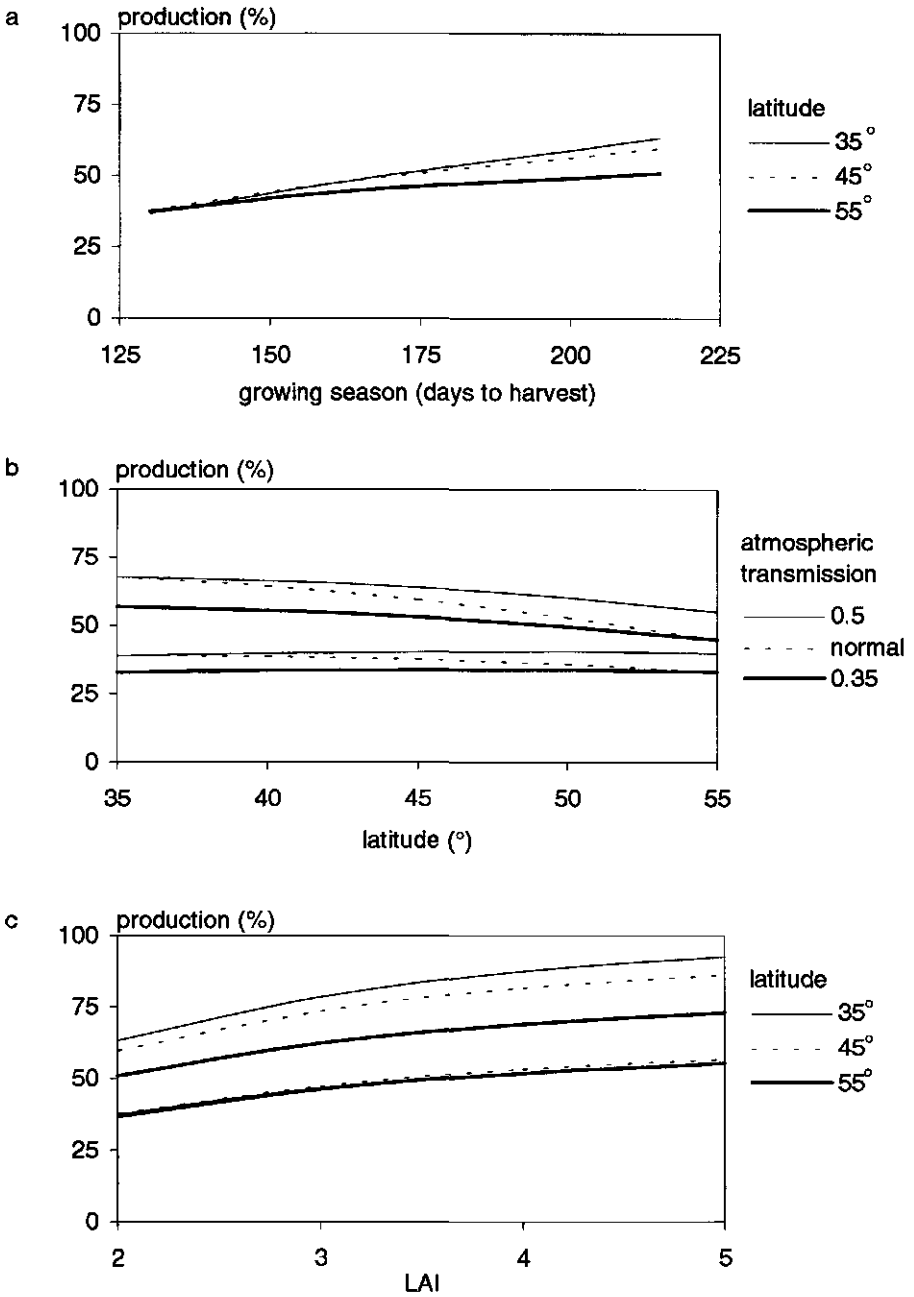 a
production (%)
100
75
50
25
0
125 150 175 200 225
growing season (days to harvest)
latitude
35°
45°
55°
b
production (%)
100
75
50
25
0
35 40 45 50 55
latitude (°)
atmospheric
transmission
0.5
normal
0.35
c
production (%)
100
75
50
25
0
2 3 4 5
LAI
latitude
35°
45°
55°